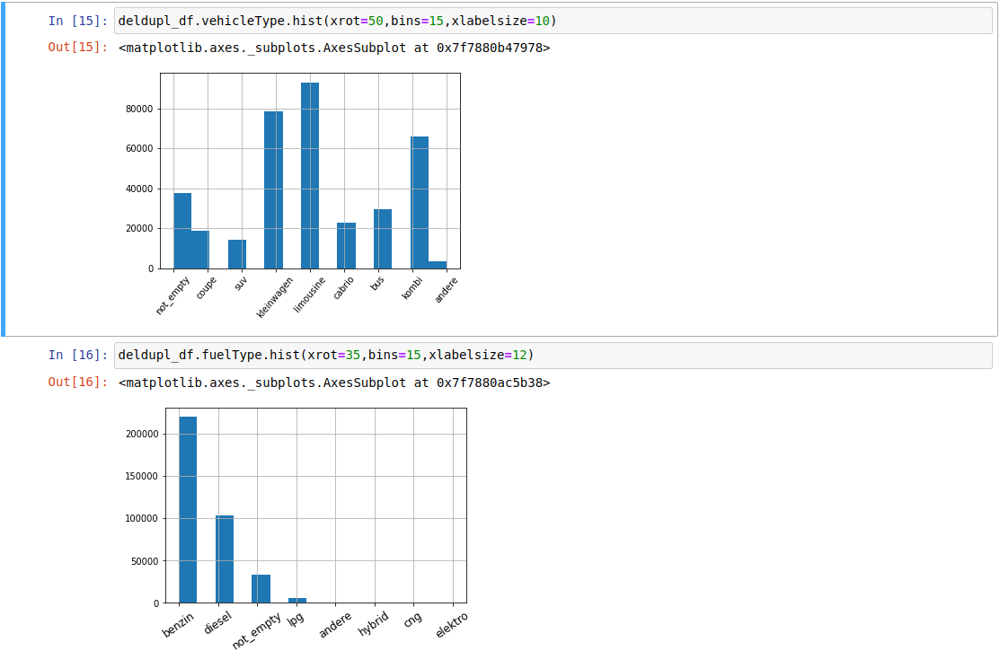 In [15]: deldupl_df.vehicleType.hist(xrot=50,bins=15,xlabelsize=10)
Out[15]: <matplotlib.axes._subplots.AxesSubplot at 0x7f7880b47978>
80000
60000
40000
20000
0
not_empty coupe suv kleinwagen limousine cabrio bus kombi andere
In [16]: deldupl_df.fuelType.hist(xrot=35,bins=15,xlabelsize=12)
Out[16]: <matplotlib.axes._subplots.AxesSubplot at 0x7f7880ac5b38>
200000
150000
100000
50000
0
benzin diesel not_empty lpg andere hybrid cng elektro